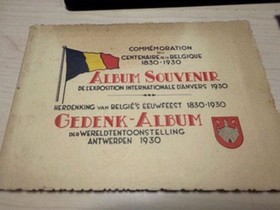 COMMÉMORATION
DU
CENTENAIRE DE LA BELGIQUE
1830-1930
ALBUM SOUVENIR
DE L'EXPOSITION INTERNATIONALE D'ANVERS 1930
HERDENKING VAN BELGIË'S EEUWFEEST 1830-1930
GEDENK-ALBUM
DER WERELDTENTOONSTELLING
ANTWERPEN 1930